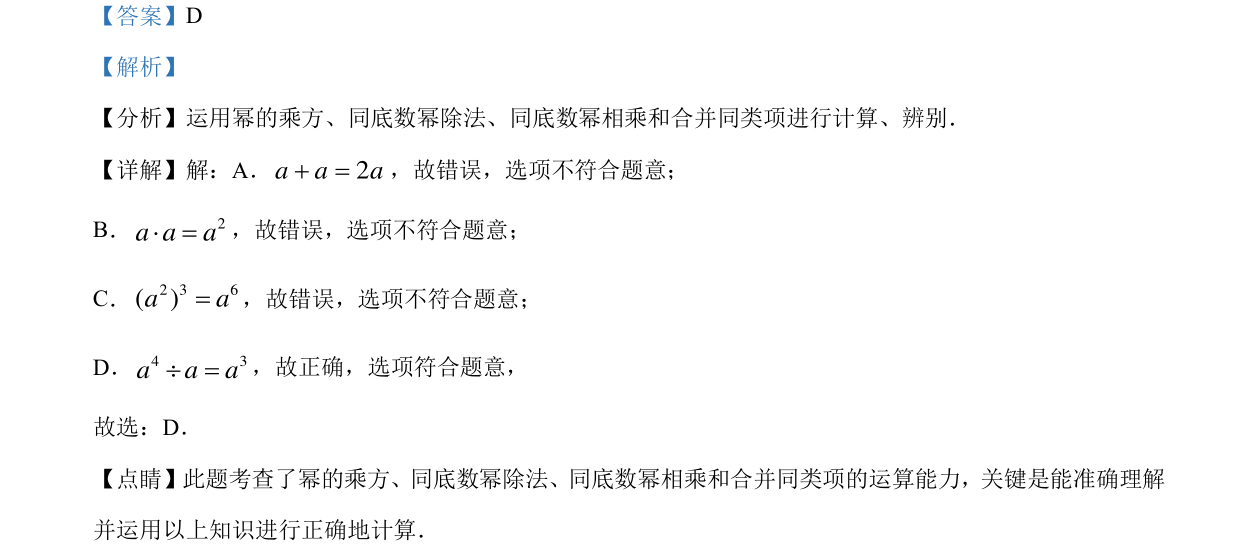 【答案】D
【解析】
【分析】运用幂的乘方、同底数幂除法、同底数幂相乘和合并同类项进行计算、辨别．
【详解】解：A．a + a = 2a，故错误，选项不符合题意；
B．a·a = a²，故错误，选项不符合题意；
C．(a²)³ = a⁶，故错误，选项不符合题意；
D．a⁴ ÷ a = a³，故正确，选项符合题意，
故选：D．
【点睛】此题考查了幂的乘方、同底数幂除法、同底数幂相乘和合并同类项的运算能力，关键是能准确理解
并运用以上知识进行正确地计算．